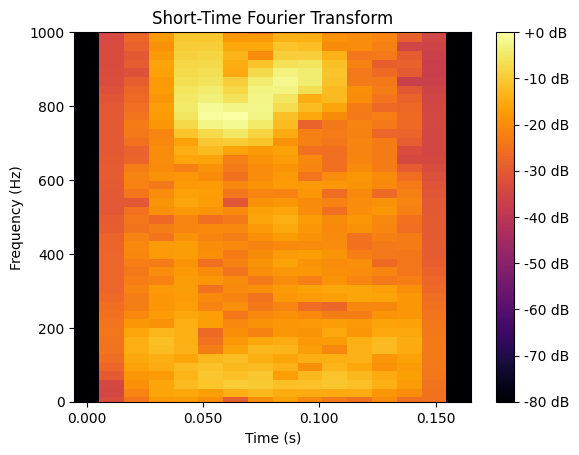 Short-Time Fourier Transform
1000
800
600
400
200
0
Frequency (Hz)
0.000
0.050
0.100
0.150
Time (s)
+0 dB
-10 dB
-20 dB
-30 dB
-40 dB
-50 dB
-60 dB
-70 dB
-80 dB